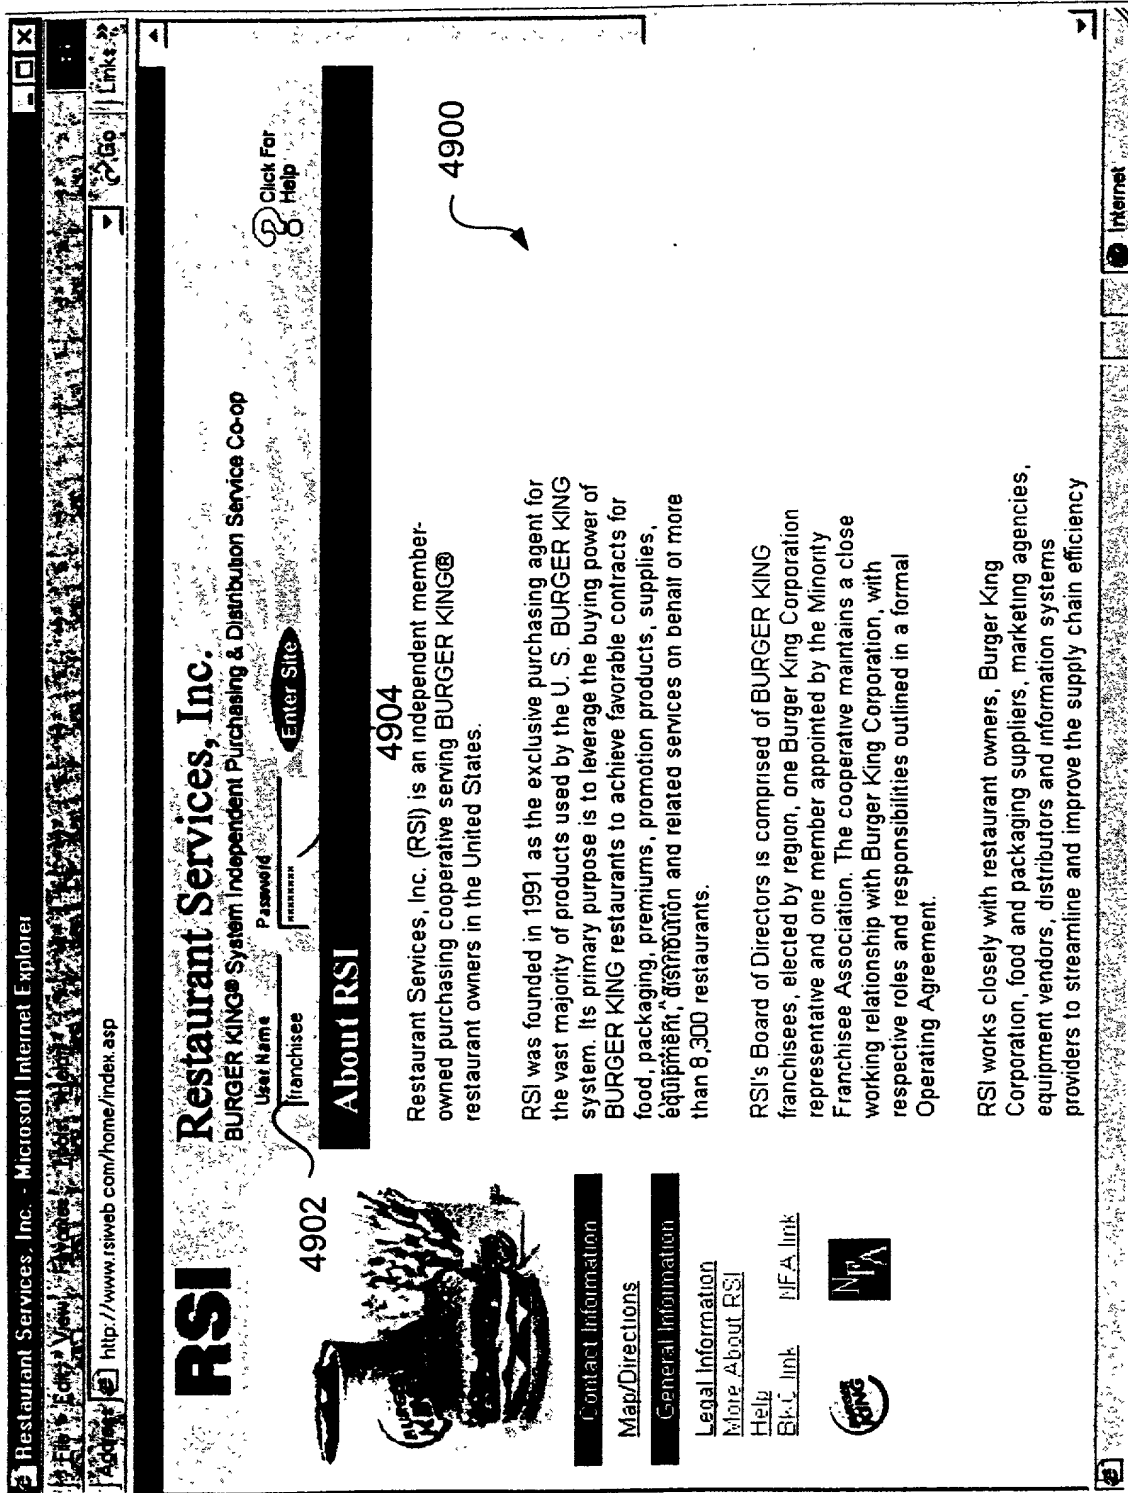 Restaurant Services, Inc. - Microsoft Internet Explorer
File Edit View Favorites Tools Help
Address http://www.rsiweb.com/home/index.asp Go Links »
RSI
Restaurant Services, Inc.
BURGER KING® System Independent Purchasing & Distribution Service Co-op
User Name Password
franchisee ******** Enter Site Click For Help
4902
About RSI
4904
4900
Restaurant Services, Inc. (RSI) is an independent member-
owned purchasing cooperative serving BURGER KING®
restaurant owners in the United States.
RSI was founded in 1991 as the exclusive purchasing agent for
the vast majority of products used by the U. S. BURGER KING
system. Its primary purpose is to leverage the buying power of
BURGER KING restaurants to achieve favorable contracts for
food, packaging, premiums, promotion products, supplies,
equipment, distribution and related services on behalf of more
than 8,300 restaurants.
RSI's Board of Directors is comprised of BURGER KING
franchisees, elected by region, one Burger King Corporation
representative and one member appointed by the Minority
Franchisee Association. The cooperative maintains a close
working relationship with Burger King Corporation, with
respective roles and responsibilities outlined in a formal
Operating Agreement.
RSI works closely with restaurant owners, Burger King
Corporation, food and packaging suppliers, marketing agencies,
equipment vendors, distributors and information systems
providers to streamline and improve the supply chain efficiency
BURGER KING
Contact Information
Map/Directions
General Information
Legal Information
More About RSI
Help
BKC link NFA link
BURGER KING NFA
Internet